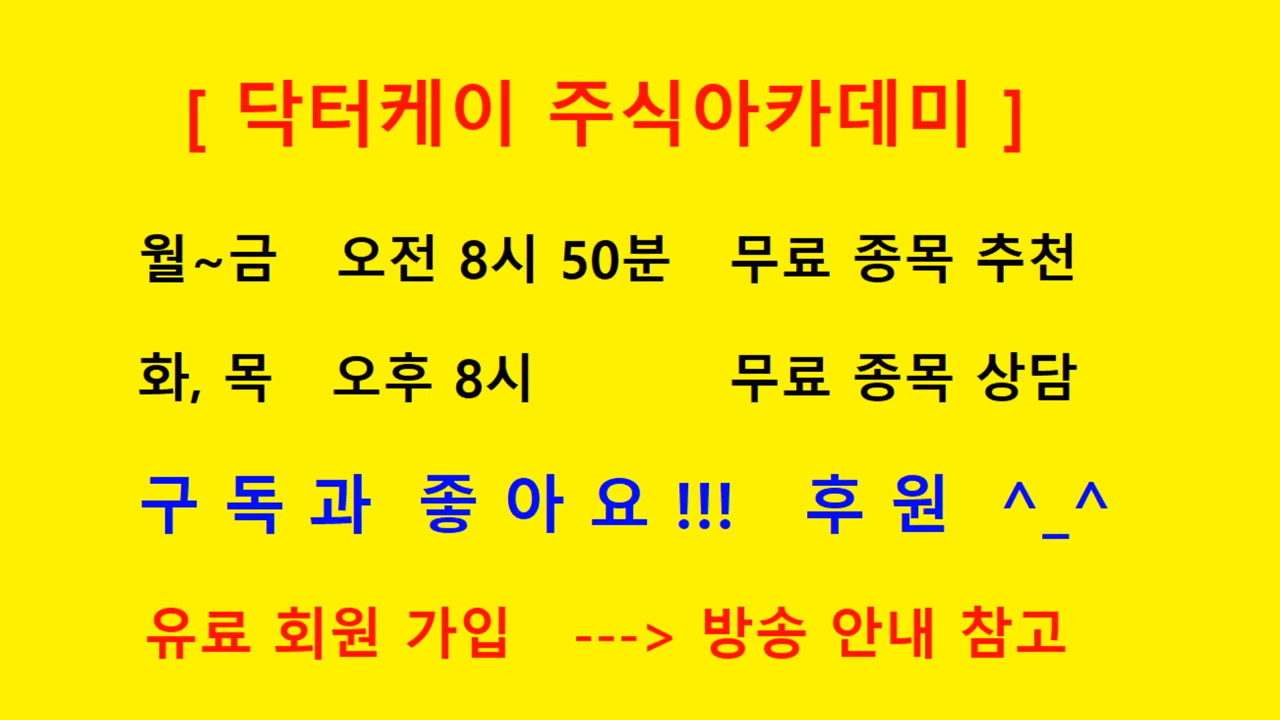 [ 닥터케이 주식아카데미 ]
월~금 오전 8시 50분 무료 종목 추천
화, 목 오후 8시 무료 종목 상담
구 독 과 좋 아 요 !!! 후 원 ^_^
유료 회원 가입 ---> 방송 안내 참고